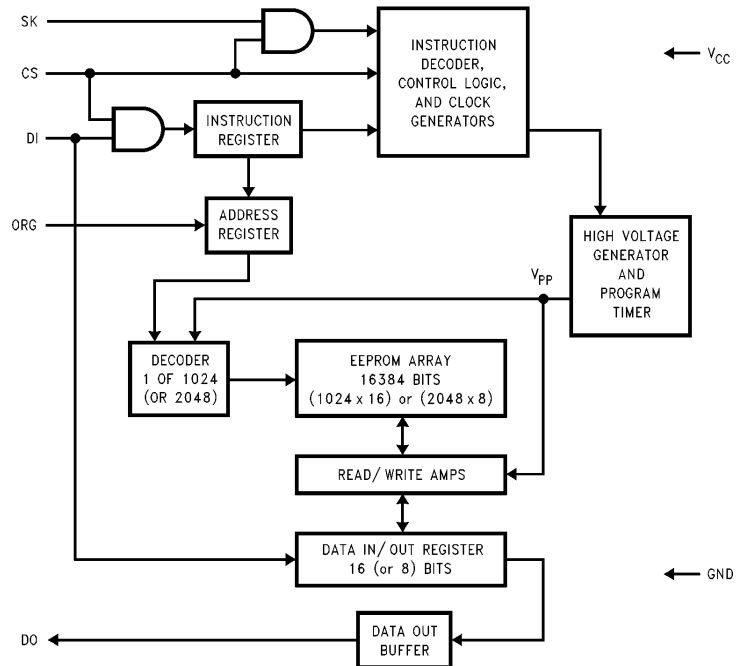 SK
CS
DI
ORG
INSTRUCTION
DECODER,
CONTROL LOGIC,
AND CLOCK
GENERATORS
VCC
INSTRUCTION
REGISTER
ADDRESS
REGISTER
HIGH VOLTAGE
GENERATOR
AND
PROGRAM
TIMER
VPP
DECODER
1 OF 1024
(OR 2048)
EEPROM ARRAY
16384 BITS
(1024 x 16) or (2048 x 8)
READ/WRITE AMPS
DATA IN/OUT REGISTER
16 (or 8) BITS
GND
DO
DATA OUT
BUFFER